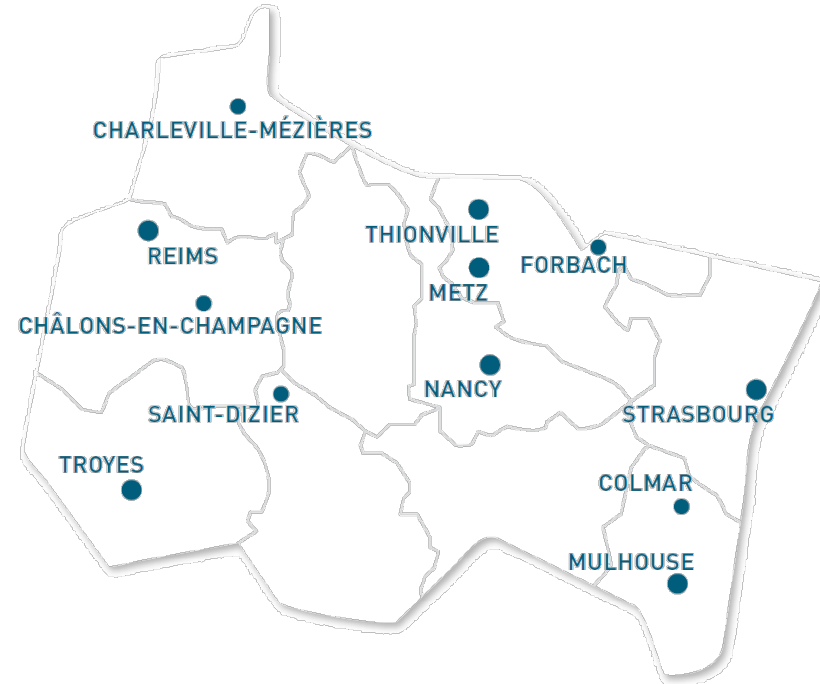 CHARLEVILLE-MÉZIÈRES
THIONVILLE
REIMS
FORBACH
METZ
CHÂLONS-EN-CHAMPAGNE
NANCY
SAINT-DIZIER
STRASBOURG
TROYES
COLMAR
MULHOUSE